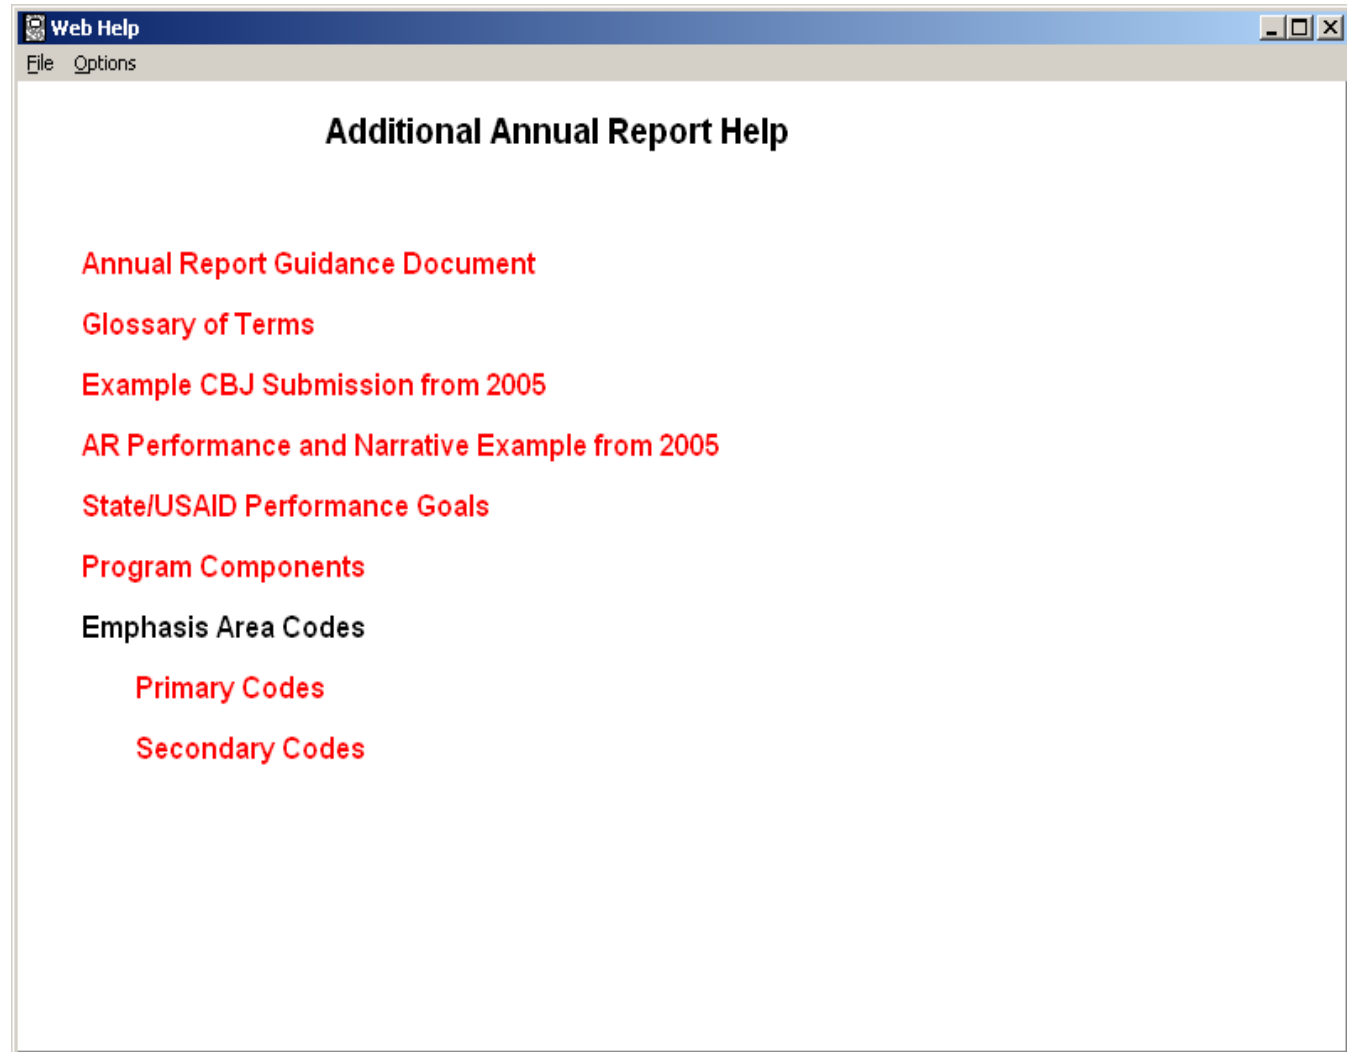 Web Help
File Options
Additional Annual Report Help
Annual Report Guidance Document
Glossary of Terms
Example CBJ Submission from 2005
AR Performance and Narrative Example from 2005
State/USAID Performance Goals
Program Components
Emphasis Area Codes
Primary Codes
Secondary Codes